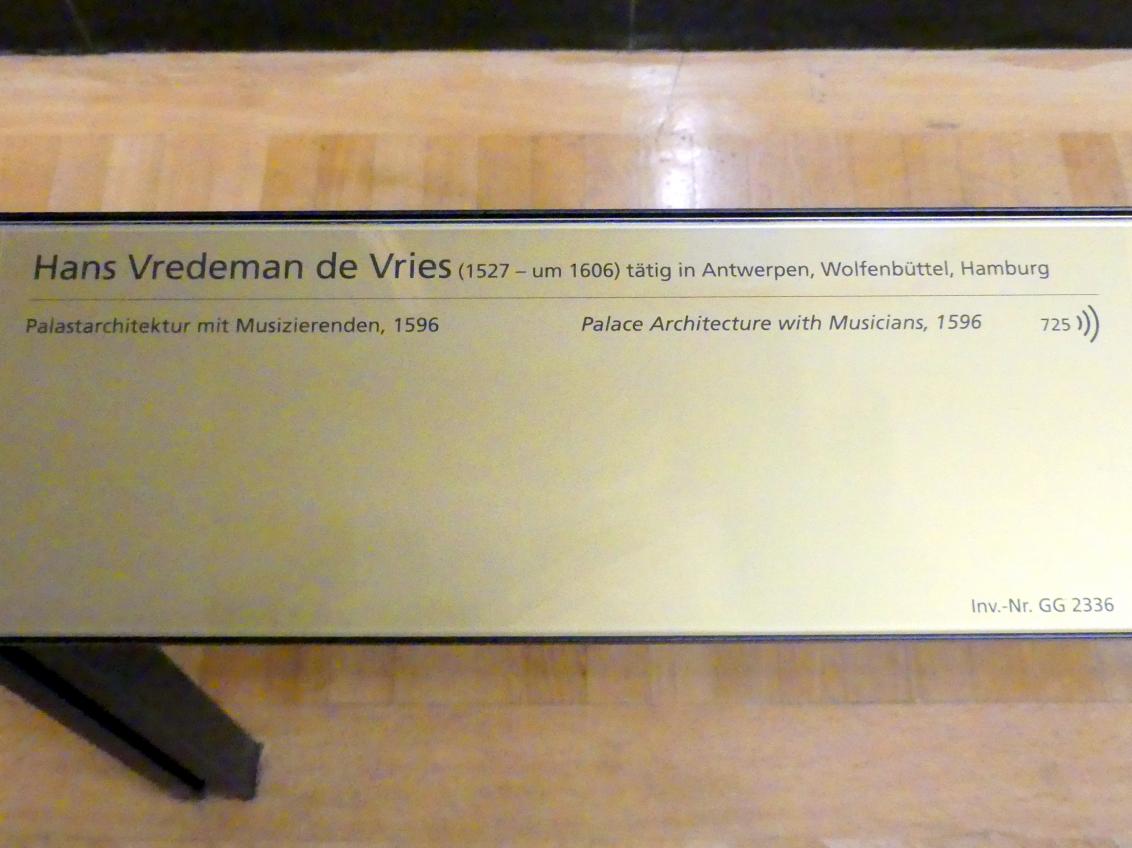 Hans Vredeman de Vries (1527 – um 1606) tätig in Antwerpen, Wolfenbüttel, Hamburg
Palastarchitektur mit Musizierenden, 1596 Palace Architecture with Musicians, 1596 725
Inv.-Nr. GG 2336